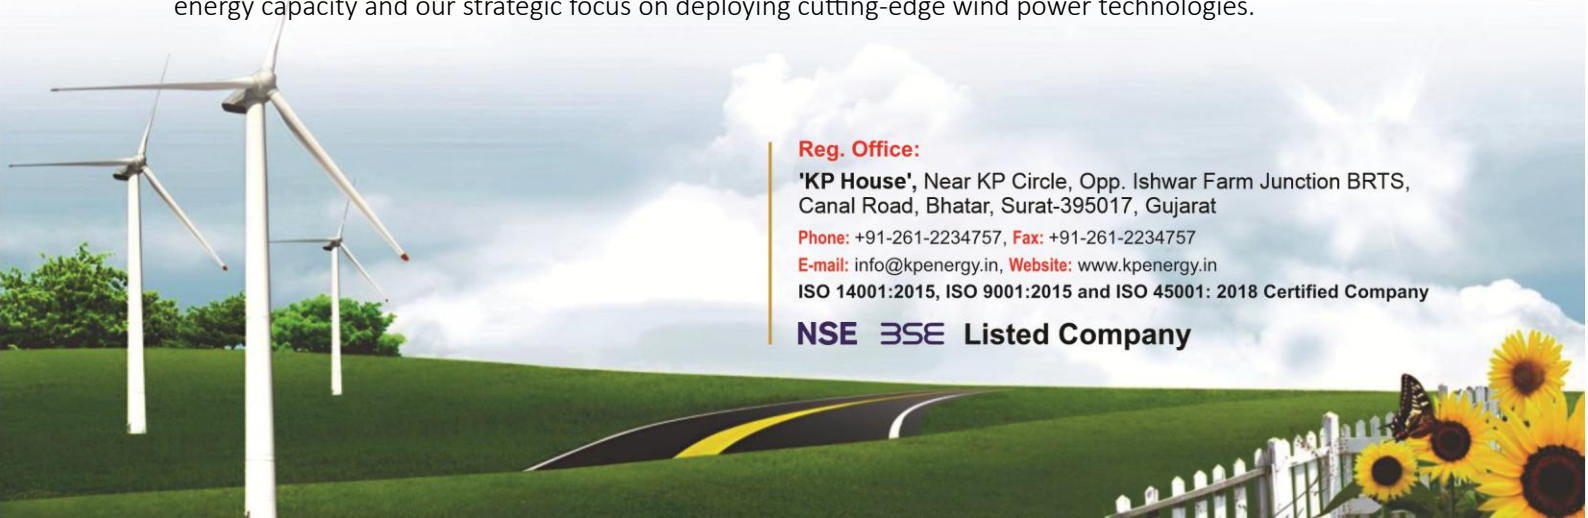 energy capacity and our strategic focus on deploying cutting-edge wind power technologies.
Reg. Office:
'KP House', Near KP Circle, Opp. Ishwar Farm Junction BRTS,
Canal Road, Bhatar, Surat-395017, Gujarat
Phone: +91-261-2234757, Fax: +91-261-2234757
E-mail: info@kpenergy.in, Website: www.kpenergy.in
ISO 14001:2015, ISO 9001:2015 and ISO 45001: 2018 Certified Company
NSE BSE Listed Company